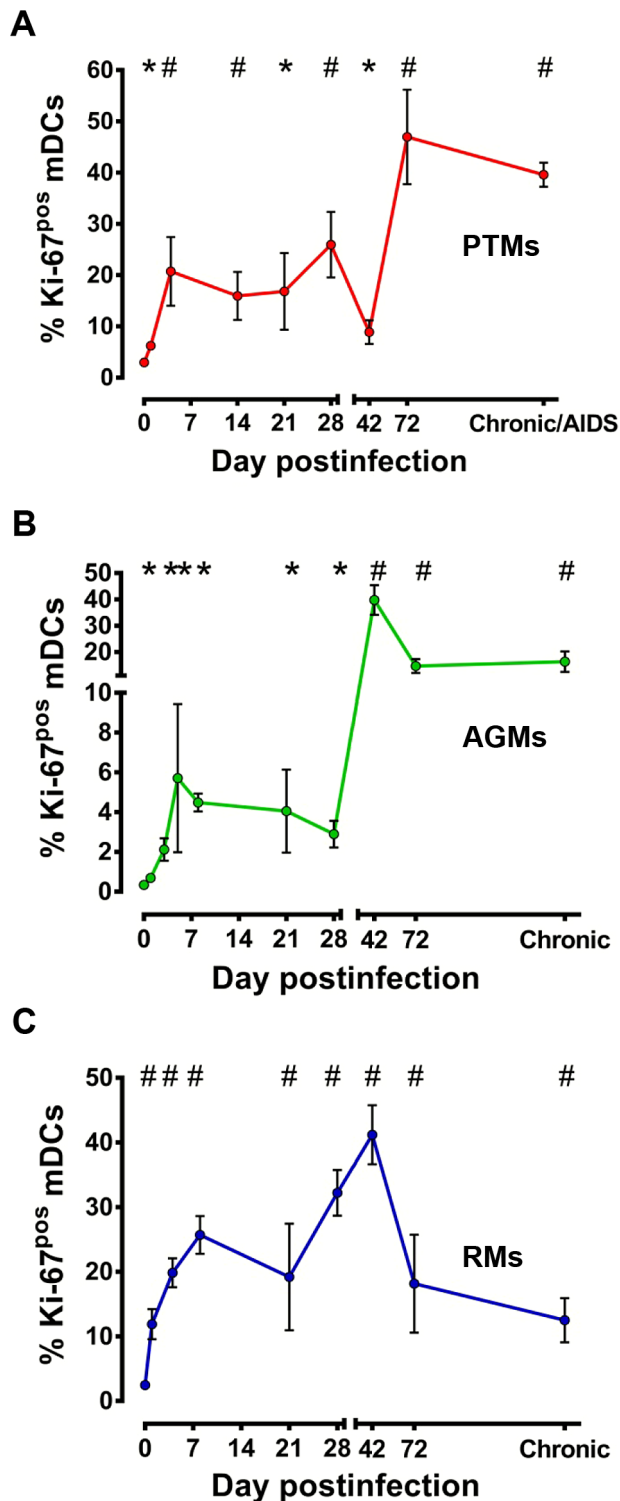 A
* # # * # * # #
60
50
40
30
20
10
0
% Ki-67pos mDCs
PTMs
0 7 14 21 28 42 72 Chronic/AIDS
Day postinfection
B
* ** * * * # # #
50
40
30
20
10
8
6
4
2
0
% Ki-67pos mDCs
AGMs
0 7 14 21 28 42 72 Chronic
Day postinfection
C
# # # # # # # #
50
40
30
20
10
0
% Ki-67pos mDCs
RMs
0 7 14 21 28 42 72 Chronic
Day postinfection